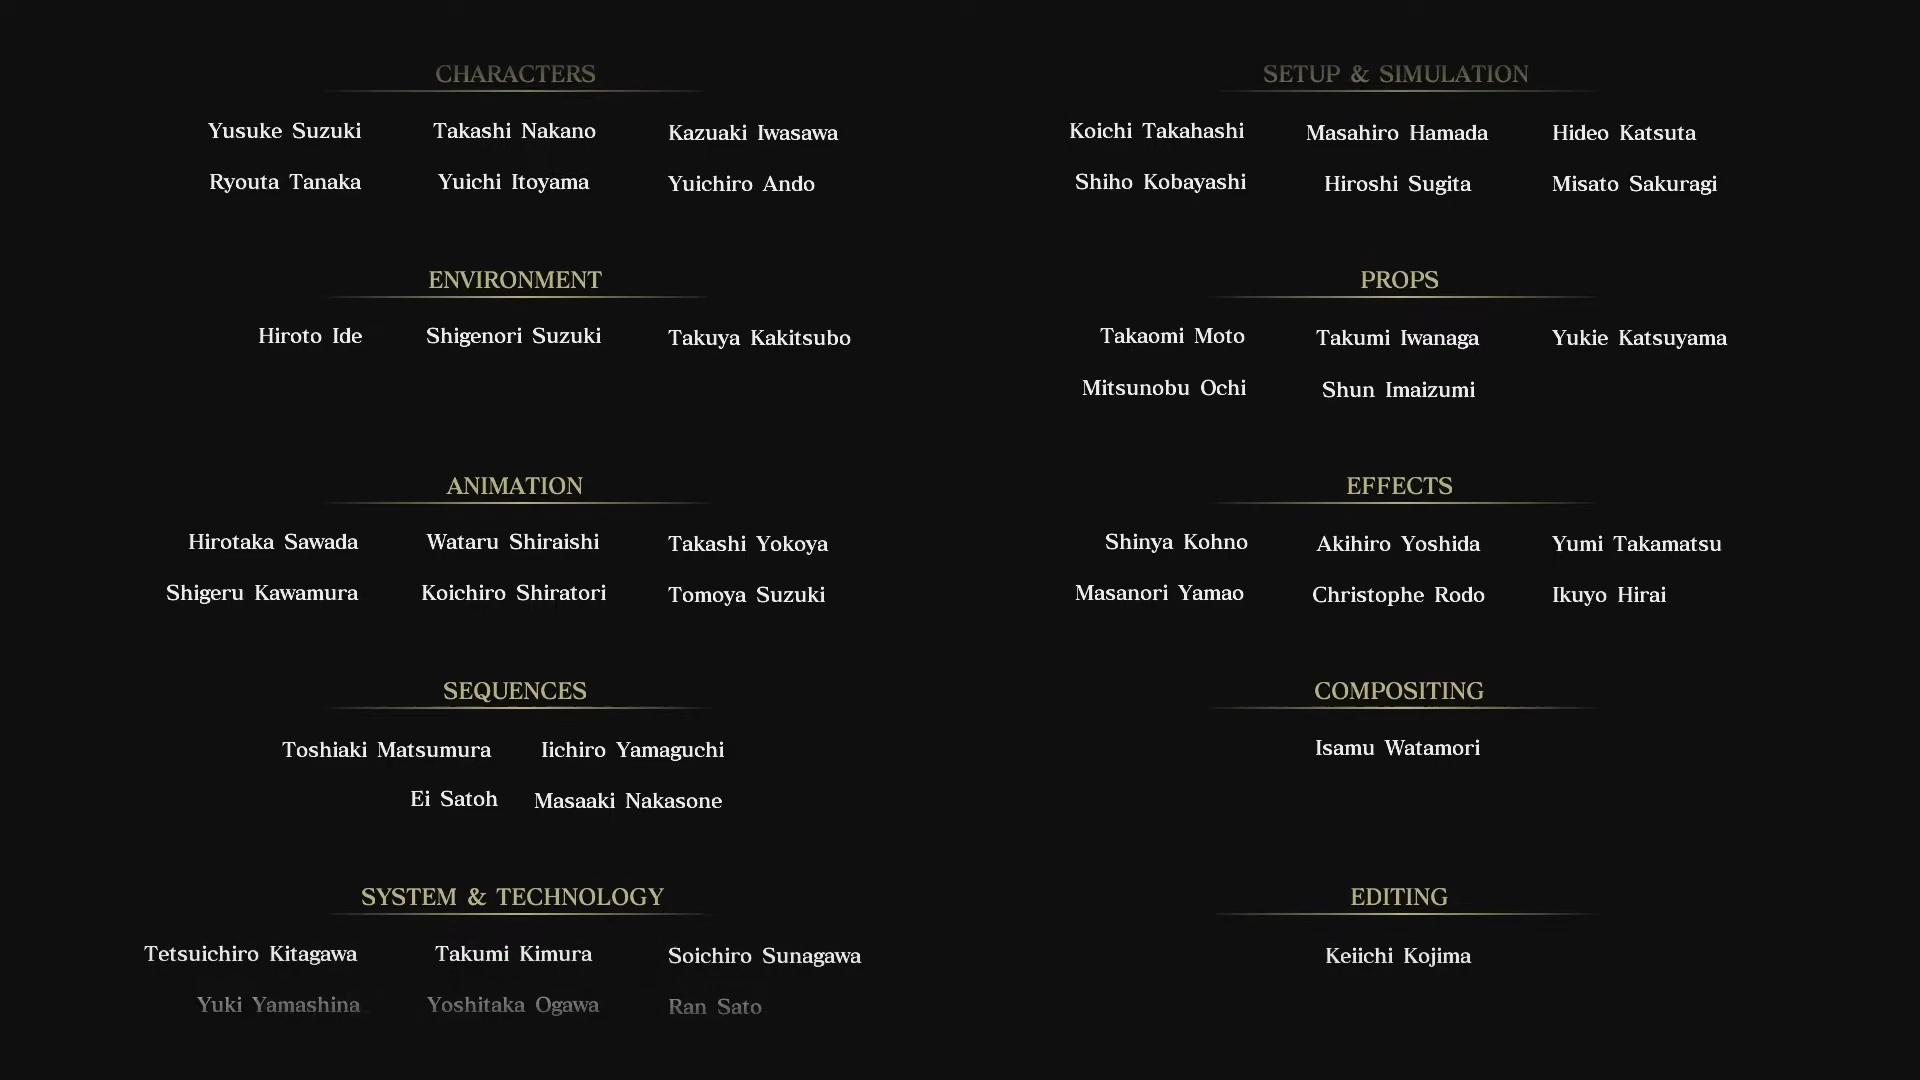 CHARACTERS
Yusuke Suzuki Takashi Nakano Kazuaki Iwasawa
Ryouta Tanaka Yuichi Itoyama Yuichiro Ando
SETUP & SIMULATION
Koichi Takahashi Masahiro Hamada Hideo Katsuta
Shiho Kobayashi Hiroshi Sugita Misato Sakuragi
ENVIRONMENT
Hiroto Ide Shigenori Suzuki Takuya Kakitsubo
PROPS
Takaomi Moto Takumi Iwanaga Yukie Katsuyama
Mitsunobu Ochi Shun Imaizumi
ANIMATION
Hirotaka Sawada Wataru Shiraishi Takashi Yokoya
Shigeru Kawamura Koichiro Shiratori Tomoya Suzuki
EFFECTS
Shinya Kohno Akihiro Yoshida Yumi Takamatsu
Masanori Yamao Christophe Rodo Ikuyo Hirai
SEQUENCES
Toshiaki Matsumura Iichiro Yamaguchi
Ei Satoh Masaaki Nakasone
COMPOSITING
Isamu Watamori
SYSTEM & TECHNOLOGY
Tetsuichiro Kitagawa Takumi Kimura Soichiro Sunagawa
Yuki Yamashina Yoshitaka Ogawa Ran Sato
EDITING
Keiichi Kojima